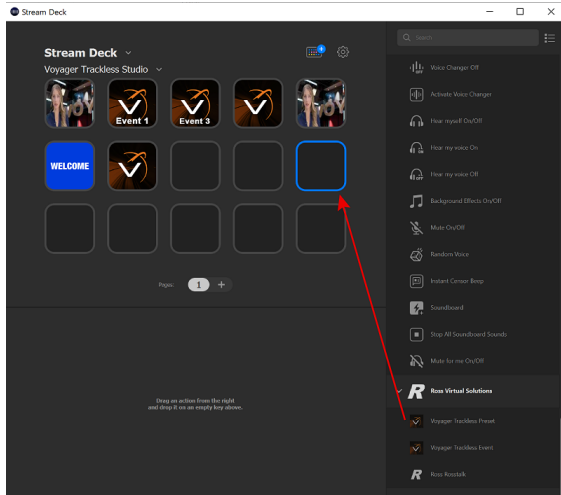 Stream Deck
Stream Deck
Voyager Trackless Studio
Event 1
Event 3
WELCOME
Pages:
1
+
Drag an action from the right
and drop it on an empty key above.
Search
Voice Changer Off
Activate Voice Changer
Hear myself On/Off
Hear my voice On
Hear my voice Off
Background Effects On/Off
Mute On/Off
Random Voice
Instant Censor Beep
Soundboard
Stop All Soundboard Sounds
Mute for me On/Off
Ross Virtual Solutions
Voyager Trackless Preset
Voyager Trackless Event
Ross Rosstalk